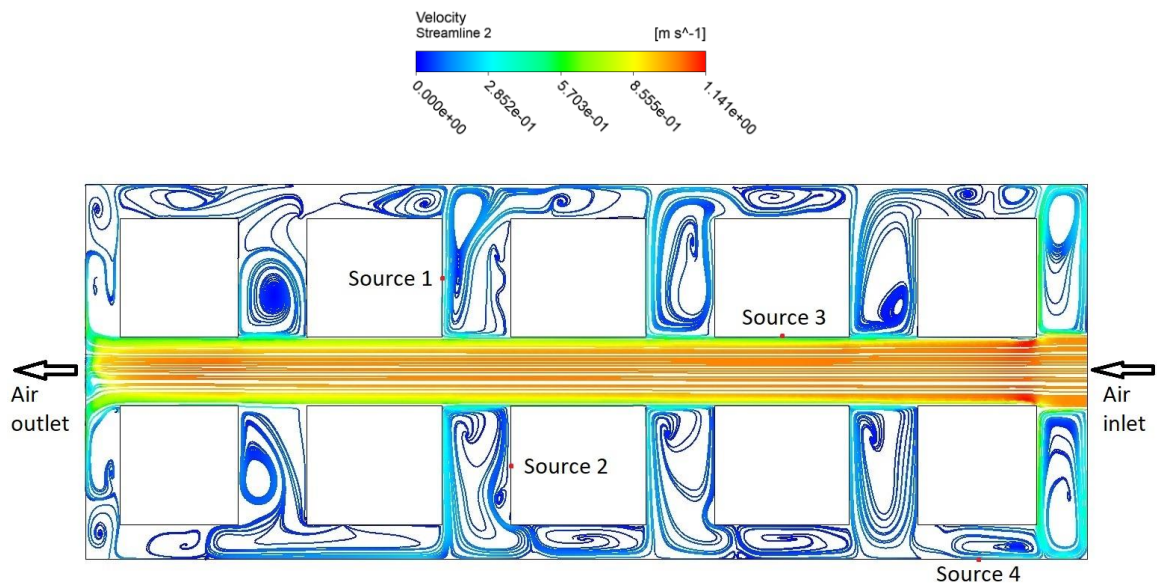 Velocity
Streamline 2
[m s^-1]
0.000e+00
2.852e-01
5.703e-01
8.555e-01
1.141e+00
Source 1
Source 3
Air
outlet
Air
inlet
Source 2
Source 4